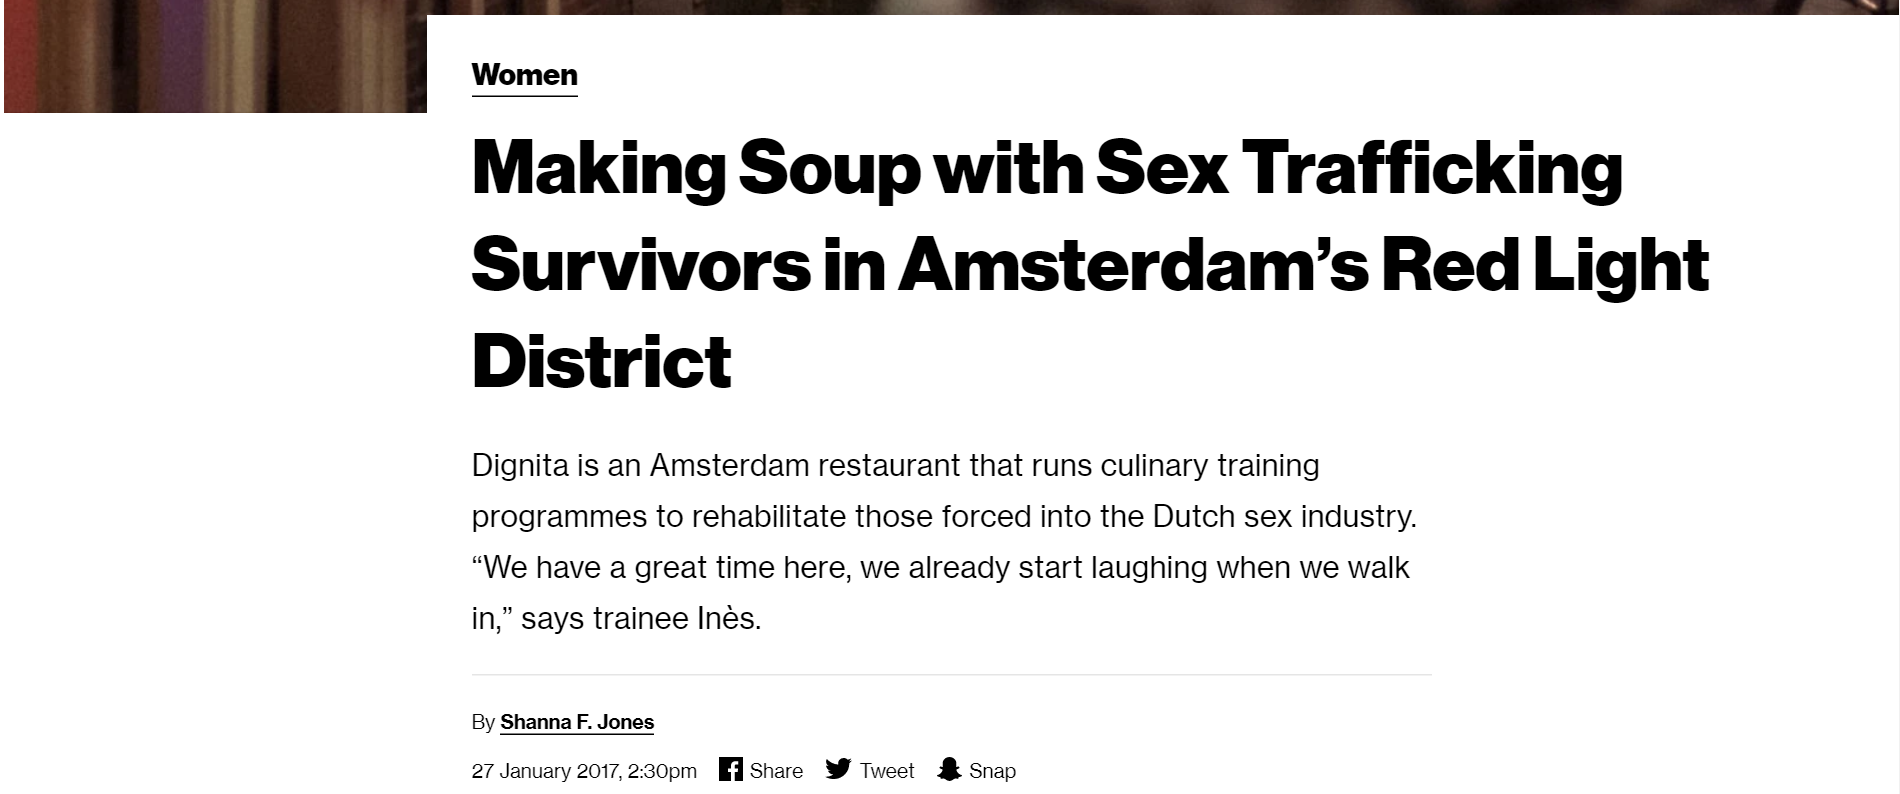 Women
Making Soup with Sex Trafficking
Survivors in Amsterdam’s Red Light
District
Dignita is an Amsterdam restaurant that runs culinary training
programmes to rehabilitate those forced into the Dutch sex industry.
“We have a great time here, we already start laughing when we walk
in,” says trainee Inès.
By Shanna F. Jones
27 January 2017, 2:30pm Share Tweet Snap